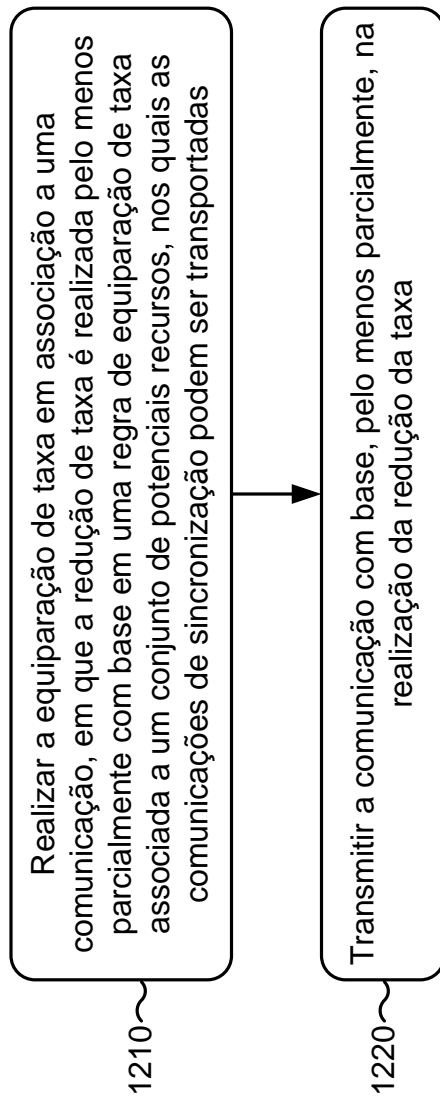 Realizar a equiparação de taxa em associação a uma
comunicação, em que a redução de taxa é realizada pelo menos
parcialmente com base em uma regra de equiparação de taxa
associada a um conjunto de potenciais recursos, nos quais as
comunicações de sincronização podem ser transportadas
1210
Transmitir a comunicação com base, pelo menos parcialmente, na
realização da redução da taxa
1220